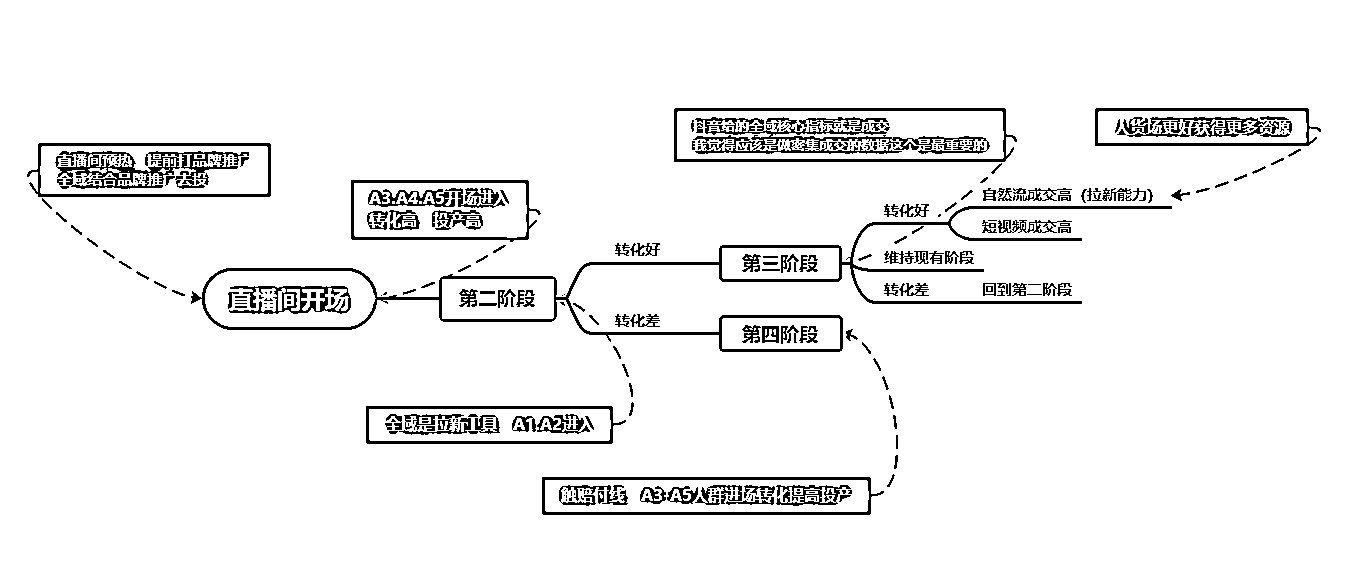 抖音给的全域核心指标就是成交
我觉得应该是做密集成交的数据这个是最重要的
人货场更好获得更多资源
直播间预热 提前打品牌推广
全域结合品牌推广去投
A3.A4.A5开场进入
转化高 投产高
自然流成交高（拉新能力）
转化好
短视频成交高
转化好
第三阶段
维持现有阶段
转化差 回到第二阶段
直播间开场
第二阶段
转化差
第四阶段
全域是拉新工具 A1.A2进入
触赔付线 A3-A5人群进场转化提高投产